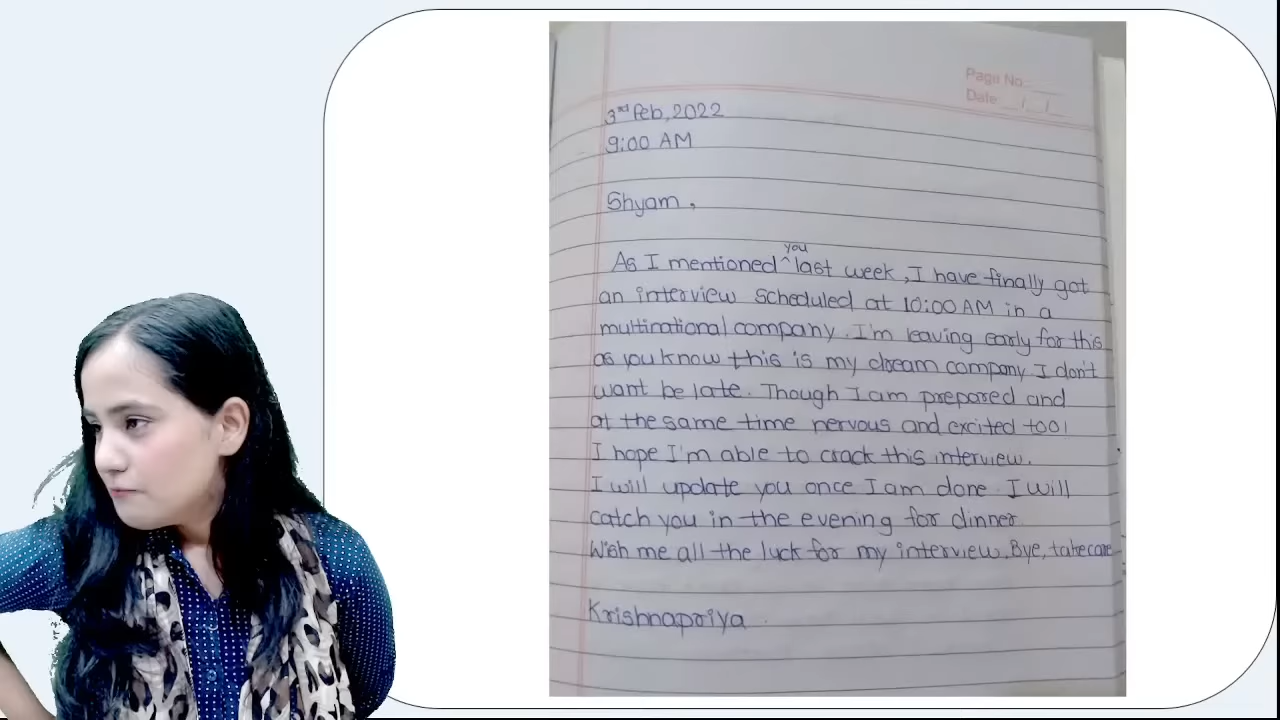 Page No.
Date: / /
3rd Feb, 2022
9:00 AM
Shyam,
As I mentioned ^you last week, I have finally got
an interview scheduled at 10:00 AM in a
multinational company. I'm leaving early for this
as you know this is my dream company I don't
want be late. Though I am prepared and
at the same time nervous and excited too!
I hope I'm able to crack this interview.
I will update you once I am done. I will
catch you in the evening for dinner.
Wish me all the luck for my interview. Bye, takecare
Krishnapriya